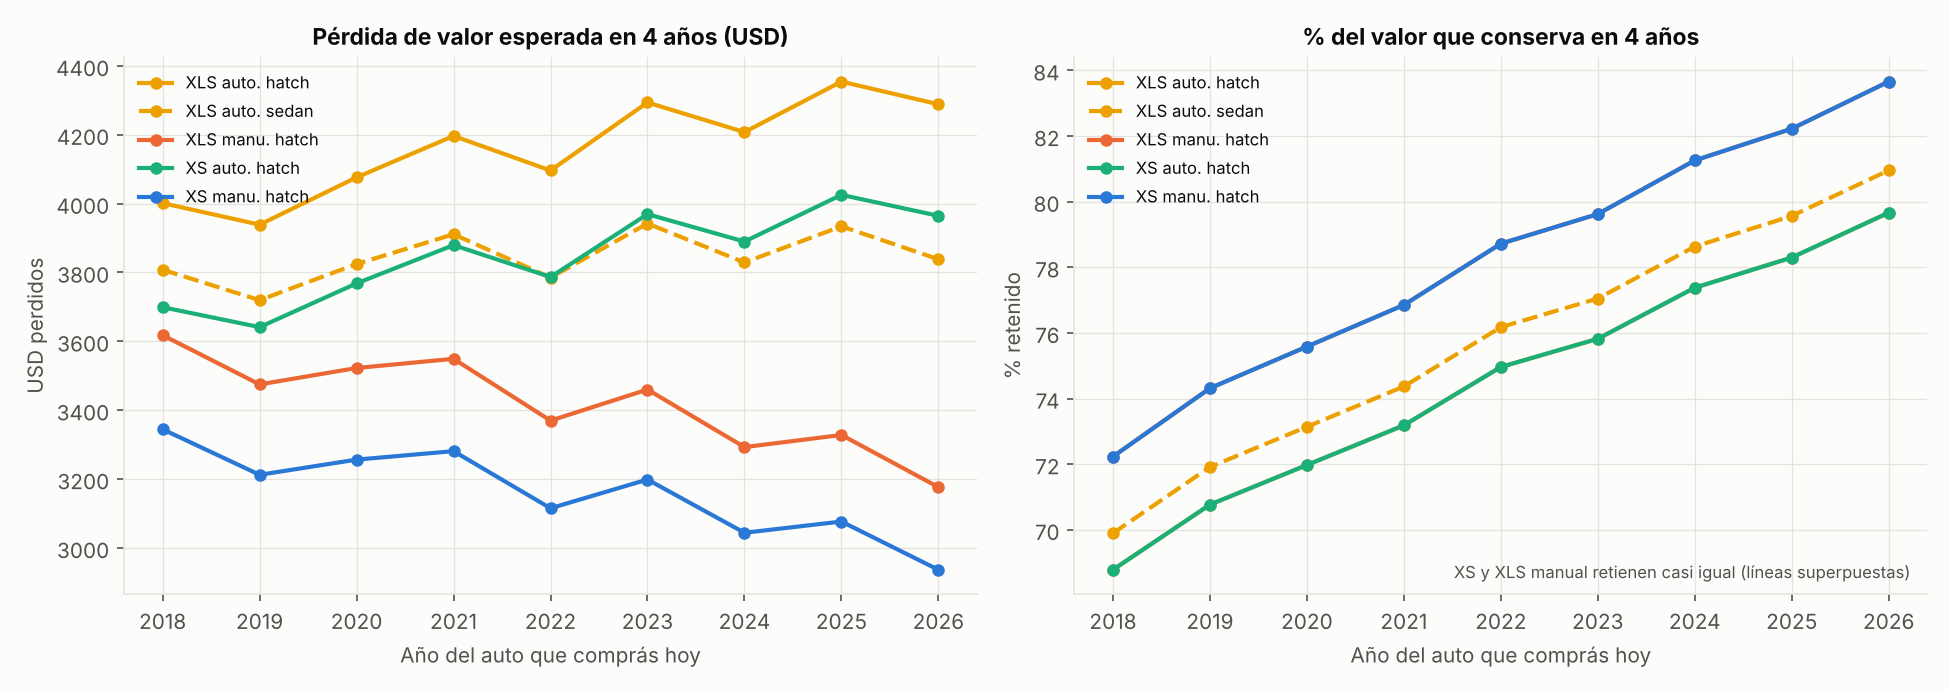 Pérdida de valor esperada en 4 años (USD)
4400
4200
4000
3800
3600
3400
3200
3000
USD perdidos
XLS auto. hatch
XLS auto. sedan
XLS manu. hatch
XS auto. hatch
XS manu. hatch
2018 2019 2020 2021 2022 2023 2024 2025 2026
Año del auto que comprás hoy
% del valor que conserva en 4 años
84
82
80
78
76
74
72
70
% retenido
XLS auto. hatch
XLS auto. sedan
XLS manu. hatch
XS auto. hatch
XS manu. hatch
XS y XLS manual retienen casi igual (líneas superpuestas)
2018 2019 2020 2021 2022 2023 2024 2025 2026
Año del auto que comprás hoy